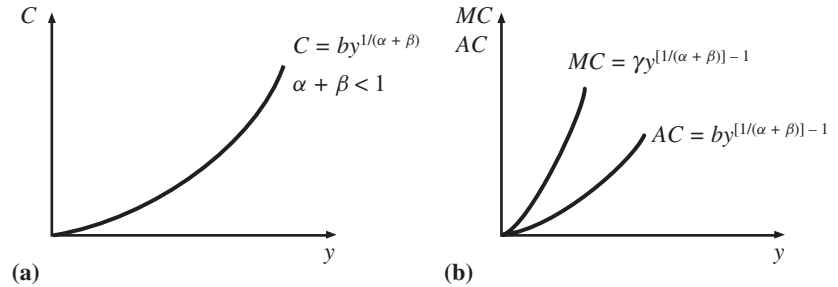 C
C = by^{1/(α + β)}
α + β < 1
y
(a)
MC
AC
MC = γy^{[1/(α + β)] – 1}
AC = by^{[1/(α + β)] – 1}
y
(b)